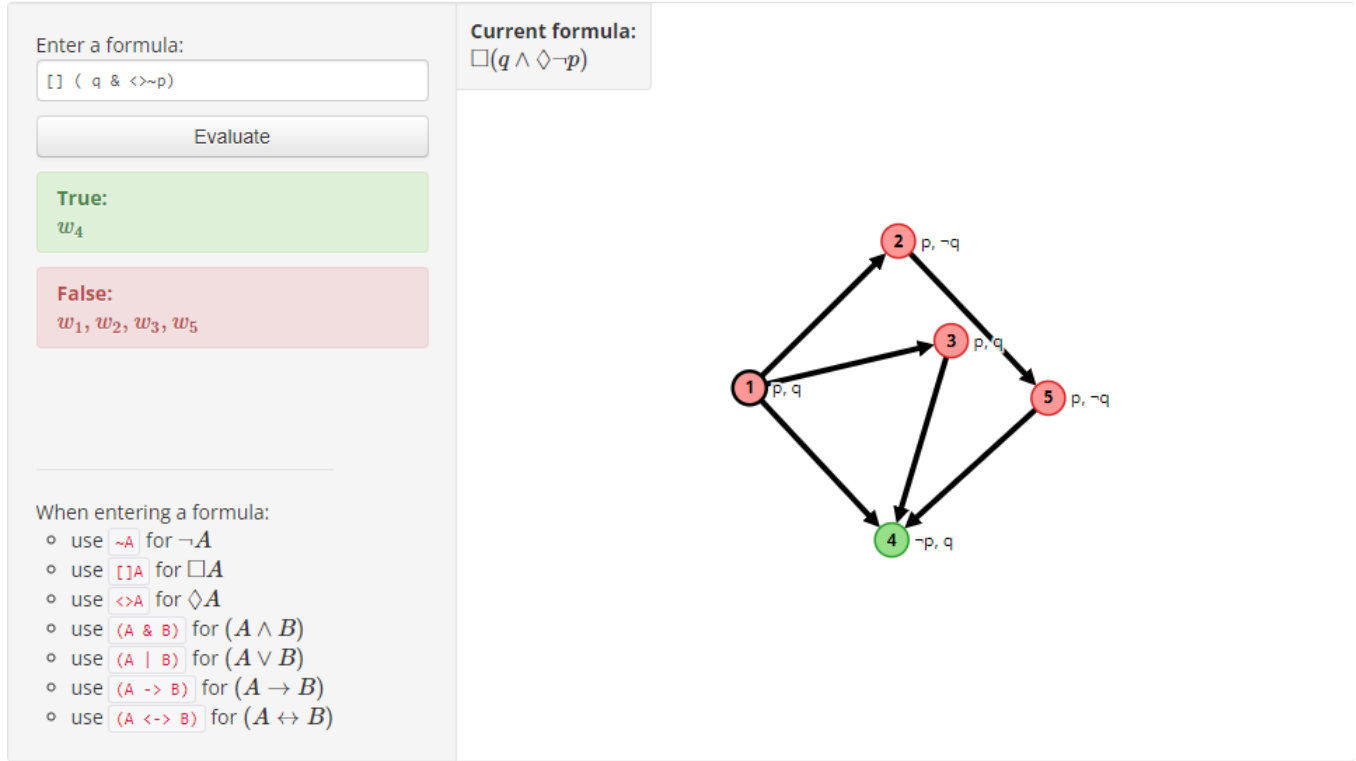 Enter a formula:
[] ( q & <>~p)
Evaluate
True:
w₄
False:
w₁, w₂, w₃, w₅
When entering a formula:
use ~A for ¬A
use []A for □A
use <>A for ◊A
use (A & B) for (A ∧ B)
use (A | B) for (A ∨ B)
use (A -> B) for (A → B)
use (A <-> B) for (A ↔ B)
Current formula:
□(q ∧ ◊¬p)
2 p, ¬q
3 p, q
1 p, q
5 p, ¬q
4 ¬p, q